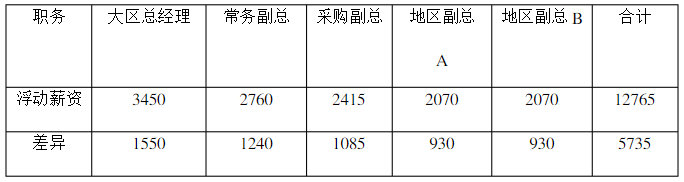 职务 大区总经理 常务副总 采购副总 地区副总 A 地区副总 B 合计
浮动薪资 3450 2760 2415 2070 2070 12765
差异 1550 1240 1085 930 930 5735